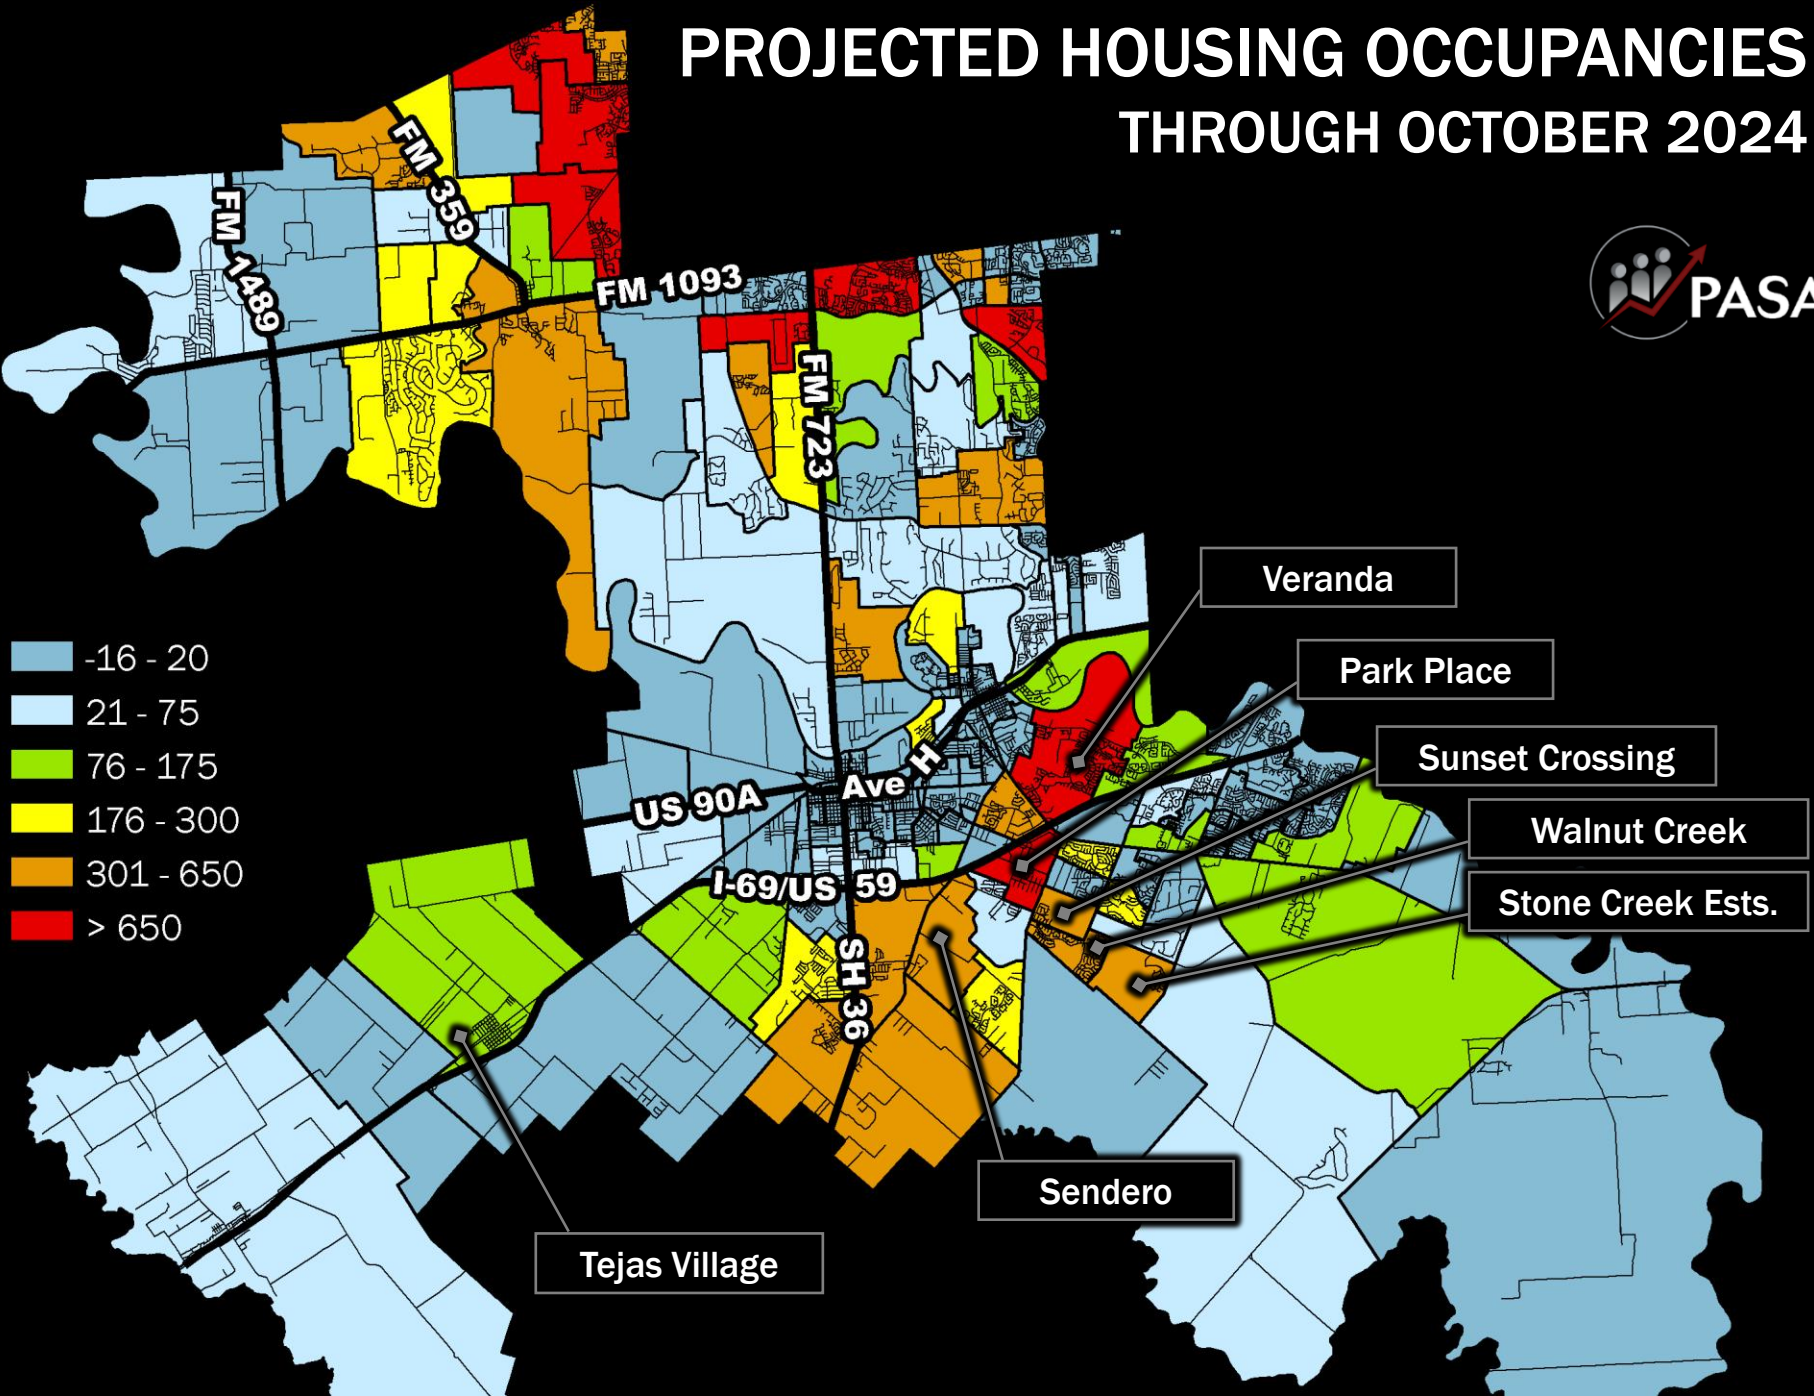 PROJECTED HOUSING OCCUPANCIES
THROUGH OCTOBER 2024
PASA
FM 359
FM 1489
FM 1093
FM 723
Veranda
Park Place
Sunset Crossing
Walnut Creek
Stone Creek Ests.
-16 - 20
21 - 75
76 - 175
176 - 300
301 - 650
> 650
Ave H
US 90A
I-69/US 59
SH 36
Sendero
Tejas Village